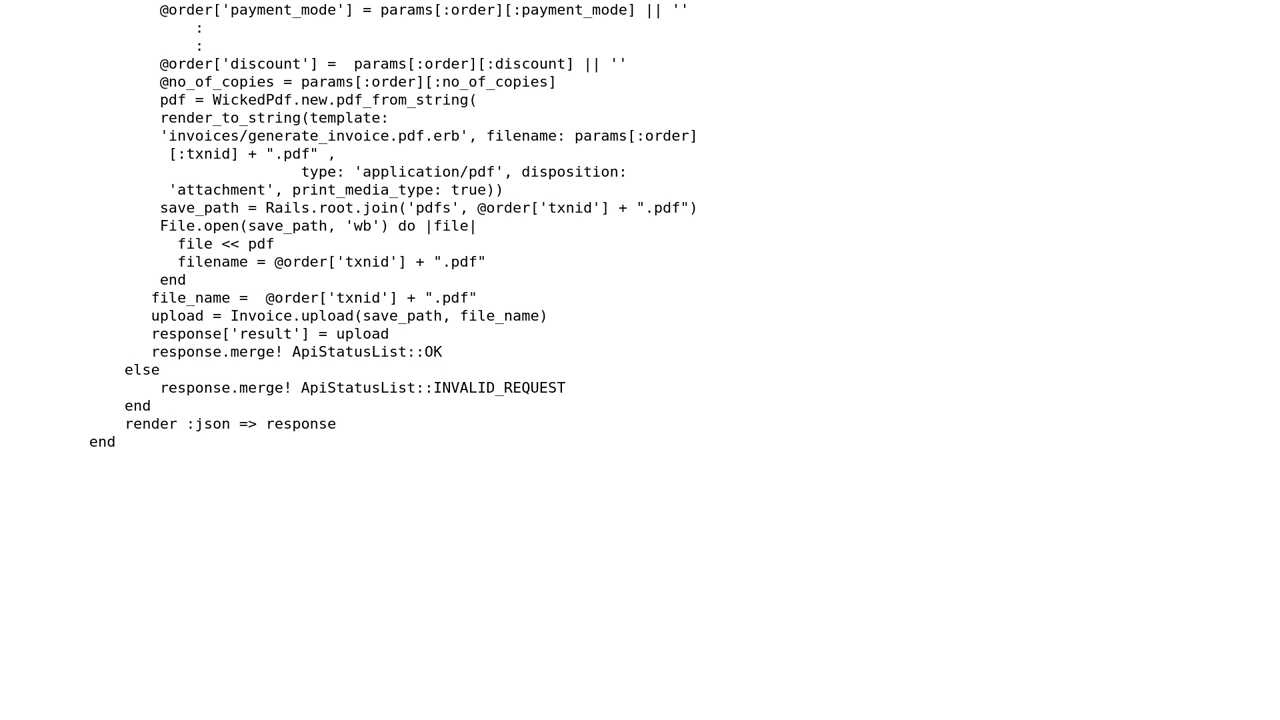 @order['payment_mode'] = params[:order][:payment_mode] || ''
:
:
@order['discount'] =  params[:order][:discount] || ''
@no_of_copies = params[:order][:no_of_copies]
pdf = WickedPdf.new.pdf_from_string(
render_to_string(template:
'invoices/generate_invoice.pdf.erb', filename: params[:order]
[:txnid] + ".pdf" ,
type: 'application/pdf', disposition:
'attachment', print_media_type: true))
save_path = Rails.root.join('pdfs', @order['txnid'] + ".pdf")
File.open(save_path, 'wb') do |file|
file << pdf
filename = @order['txnid'] + ".pdf"
end
file_name =  @order['txnid'] + ".pdf"
upload = Invoice.upload(save_path, file_name)
response['result'] = upload
response.merge! ApiStatusList::OK
else
response.merge! ApiStatusList::INVALID_REQUEST
end
render :json => response
end